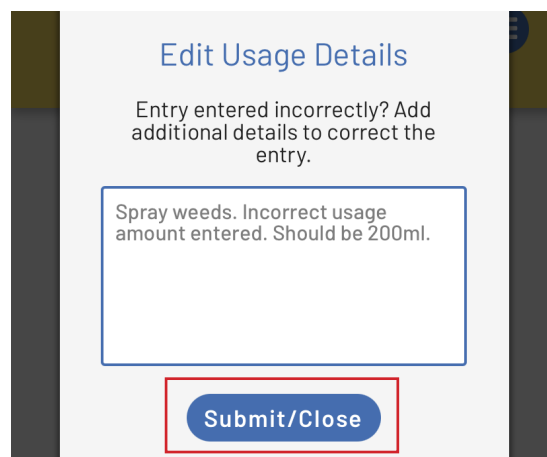 Edit Usage Details
Entry entered incorrectly? Add
additional details to correct the
entry.
Spray weeds. Incorrect usage
amount entered. Should be 200ml.
Submit/Close